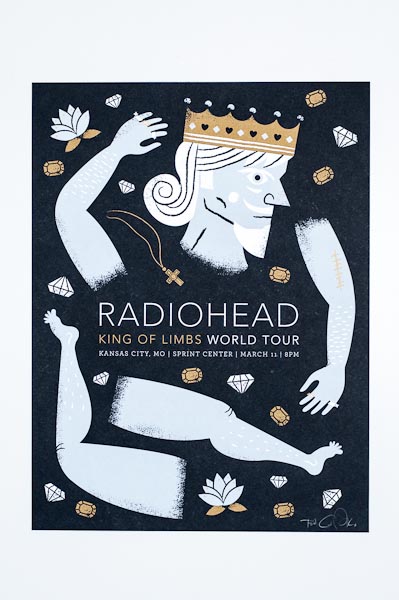 RADIOHEAD
KING OF LIMBS WORLD TOUR
KANSAS CITY, MO | SPRINT CENTER | MARCH 11 | 8PM